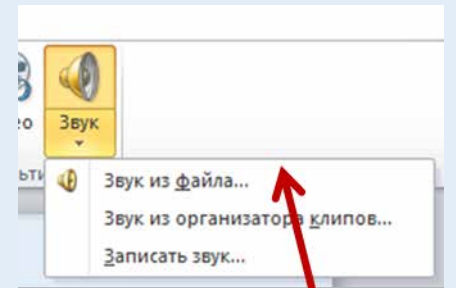 Звук
Звук из файла...
Звук из организатора клипов...
Записать звук...